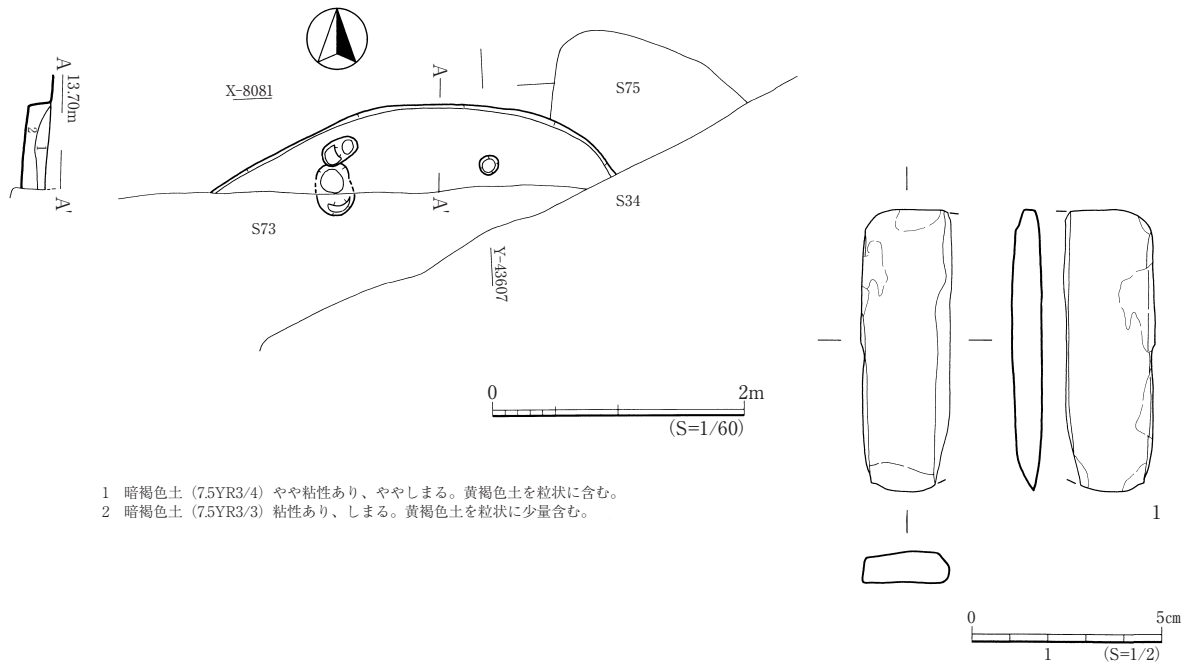 A
13.70m
2
1
A'
X-8081
A
A'
S75
S73
S34
Y-43607
0 2m
(S=1/60)
1 暗褐色土（7.5YR3/4）やや粘性あり、ややしまる。黄褐色土を粒状に含む。
2 暗褐色土（7.5YR3/3）粘性あり、しまる。黄褐色土を粒状に少量含む。
1
0 5㎝
1 (S=1/2)